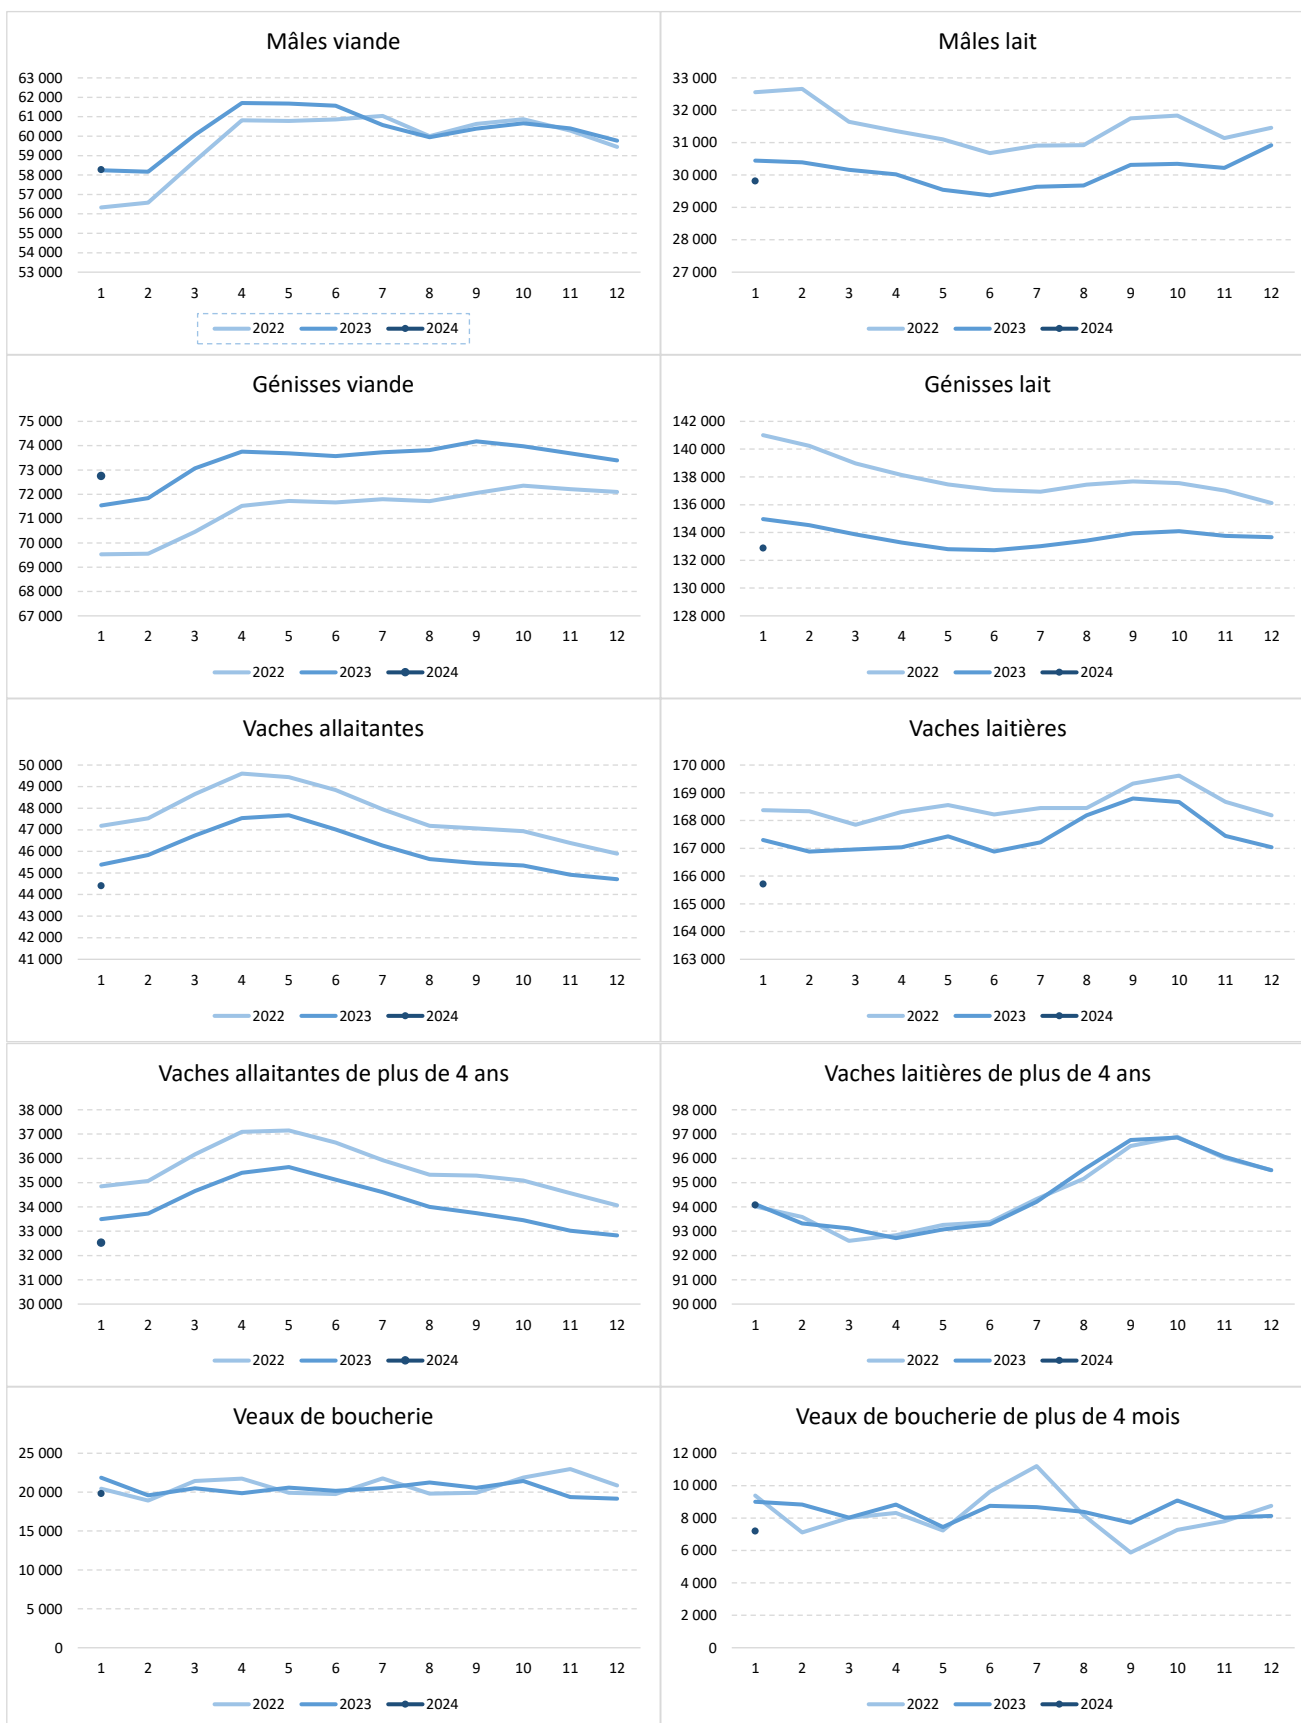 Mâles viande
63 000
62 000
61 000
60 000
59 000
58 000
57 000
56 000
55 000
54 000
53 000
1 2 3 4 5 6 7 8 9 10 11 12
2022 2023 2024
Mâles lait
33 000
32 000
31 000
30 000
29 000
28 000
27 000
1 2 3 4 5 6 7 8 9 10 11 12
2022 2023 2024
Génisses viande
75 000
74 000
73 000
72 000
71 000
70 000
69 000
68 000
67 000
1 2 3 4 5 6 7 8 9 10 11 12
2022 2023 2024
Génisses lait
142 000
140 000
138 000
136 000
134 000
132 000
130 000
128 000
1 2 3 4 5 6 7 8 9 10 11 12
2022 2023 2024
Vaches allaitantes
50 000
49 000
48 000
47 000
46 000
45 000
44 000
43 000
42 000
41 000
1 2 3 4 5 6 7 8 9 10 11 12
2022 2023 2024
Vaches laitières
170 000
169 000
168 000
167 000
166 000
165 000
164 000
163 000
1 2 3 4 5 6 7 8 9 10 11 12
2022 2023 2024
Vaches allaitantes de plus de 4 ans
38 000
37 000
36 000
35 000
34 000
33 000
32 000
31 000
30 000
1 2 3 4 5 6 7 8 9 10 11 12
2022 2023 2024
Vaches laitières de plus de 4 ans
98 000
97 000
96 000
95 000
94 000
93 000
92 000
91 000
90 000
1 2 3 4 5 6 7 8 9 10 11 12
2022 2023 2024
Veaux de boucherie
25 000
20 000
15 000
10 000
5 000
0
1 2 3 4 5 6 7 8 9 10 11 12
2022 2023 2024
Veaux de boucherie de plus de 4 mois
12 000
10 000
8 000
6 000
4 000
2 000
0
1 2 3 4 5 6 7 8 9 10 11 12
2022 2023 2024